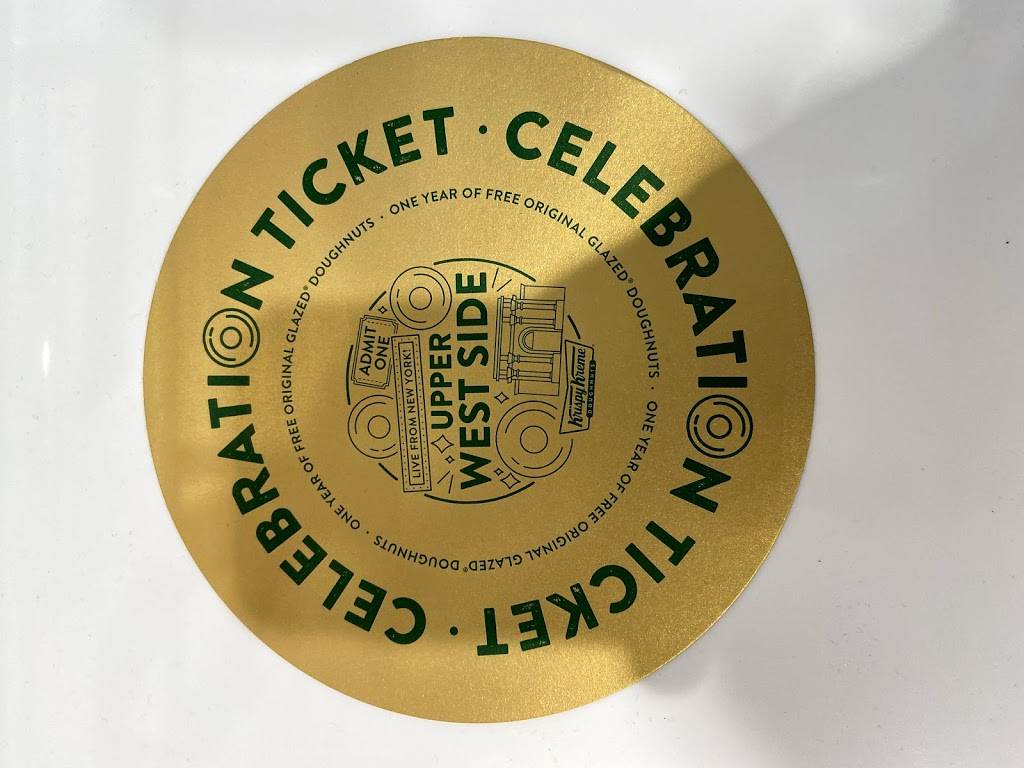 CELEBRATION TICKET · CELEBRATION TICKET ·
ONE YEAR OF FREE ORIGINAL GLAZED® DOUGHNUTS · ONE YEAR OF FREE ORIGINAL GLAZED® DOUGHNUTS · ONE YEAR OF FREE ORIGINAL GLAZED® DOUGHNUTS ·
ADMIT
ONE
LIVE FROM NEW YORK!
UPPER
WEST SIDE
Krispy Kreme
DOUGHNUTS